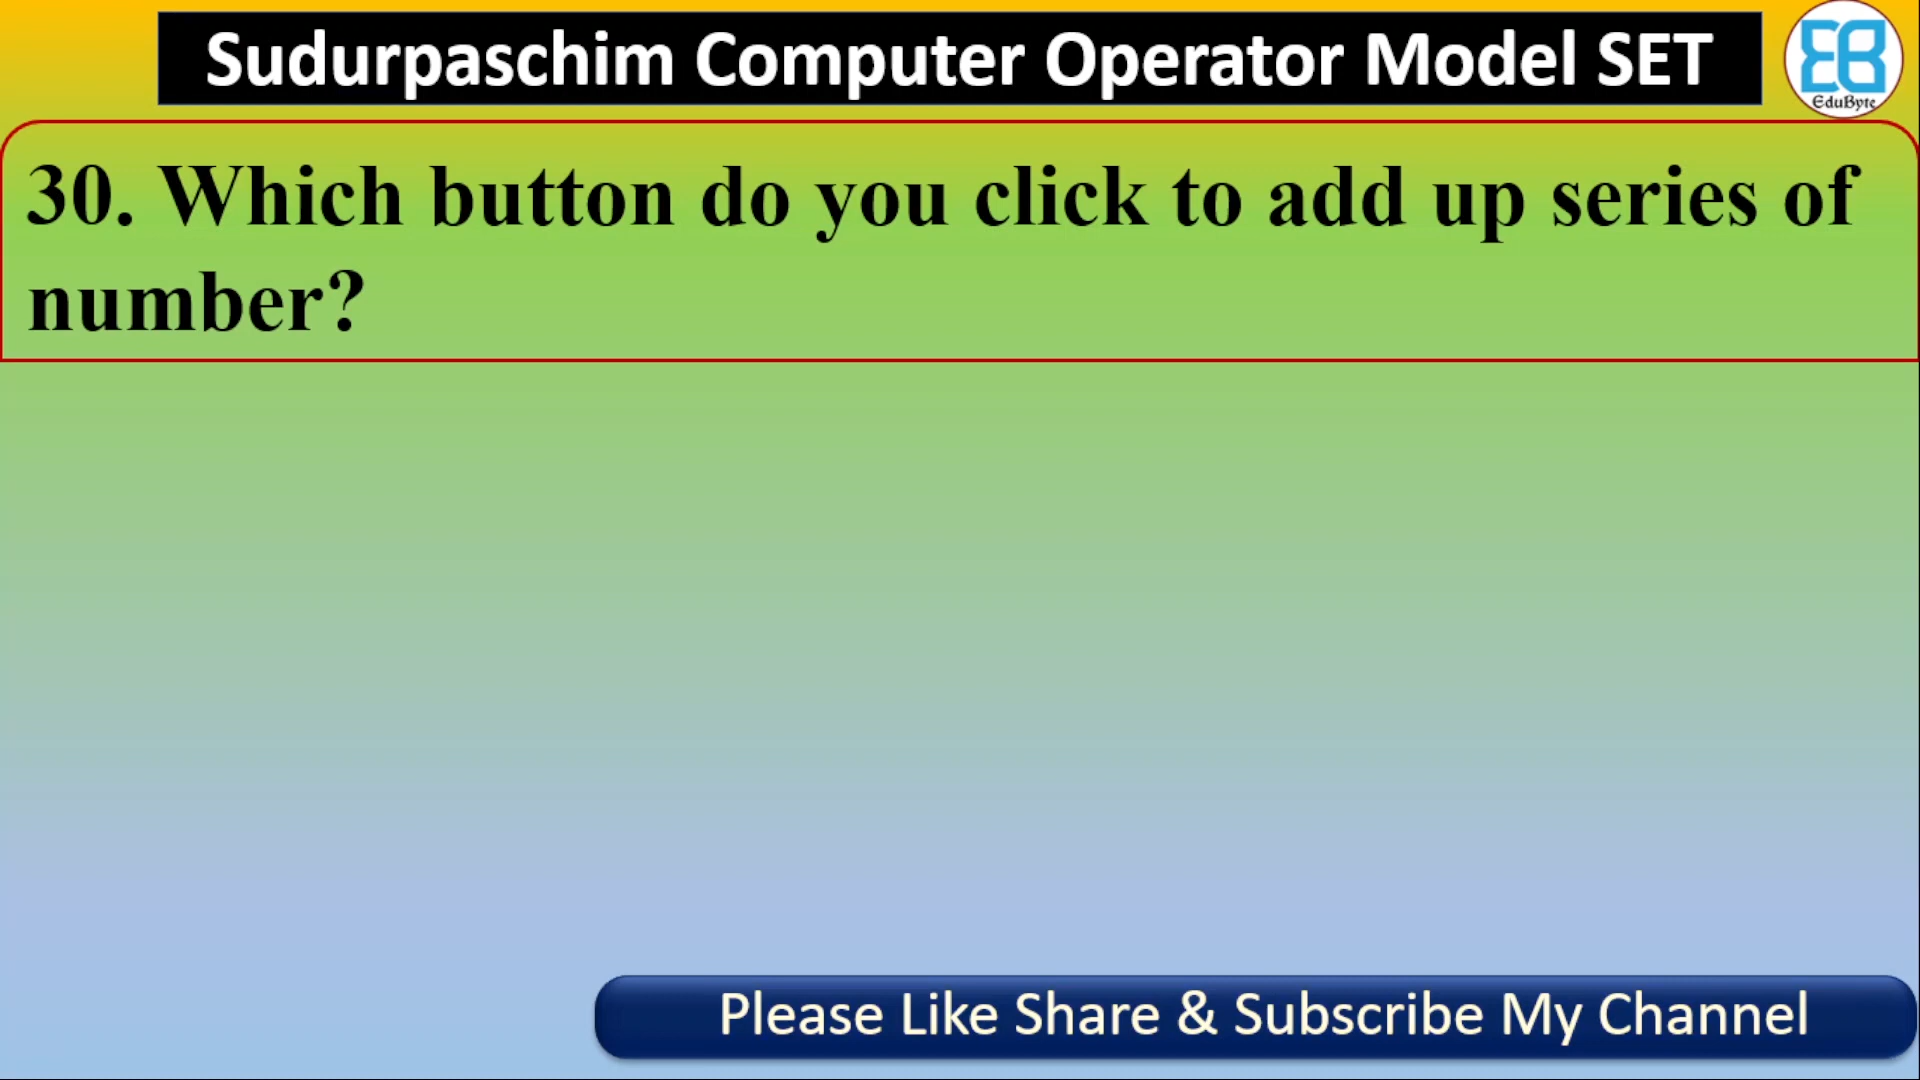 Sudurpaschim Computer Operator Model SET
EB
EduByte
30. Which button do you click to add up series of
number?
Please Like Share & Subscribe My Channel